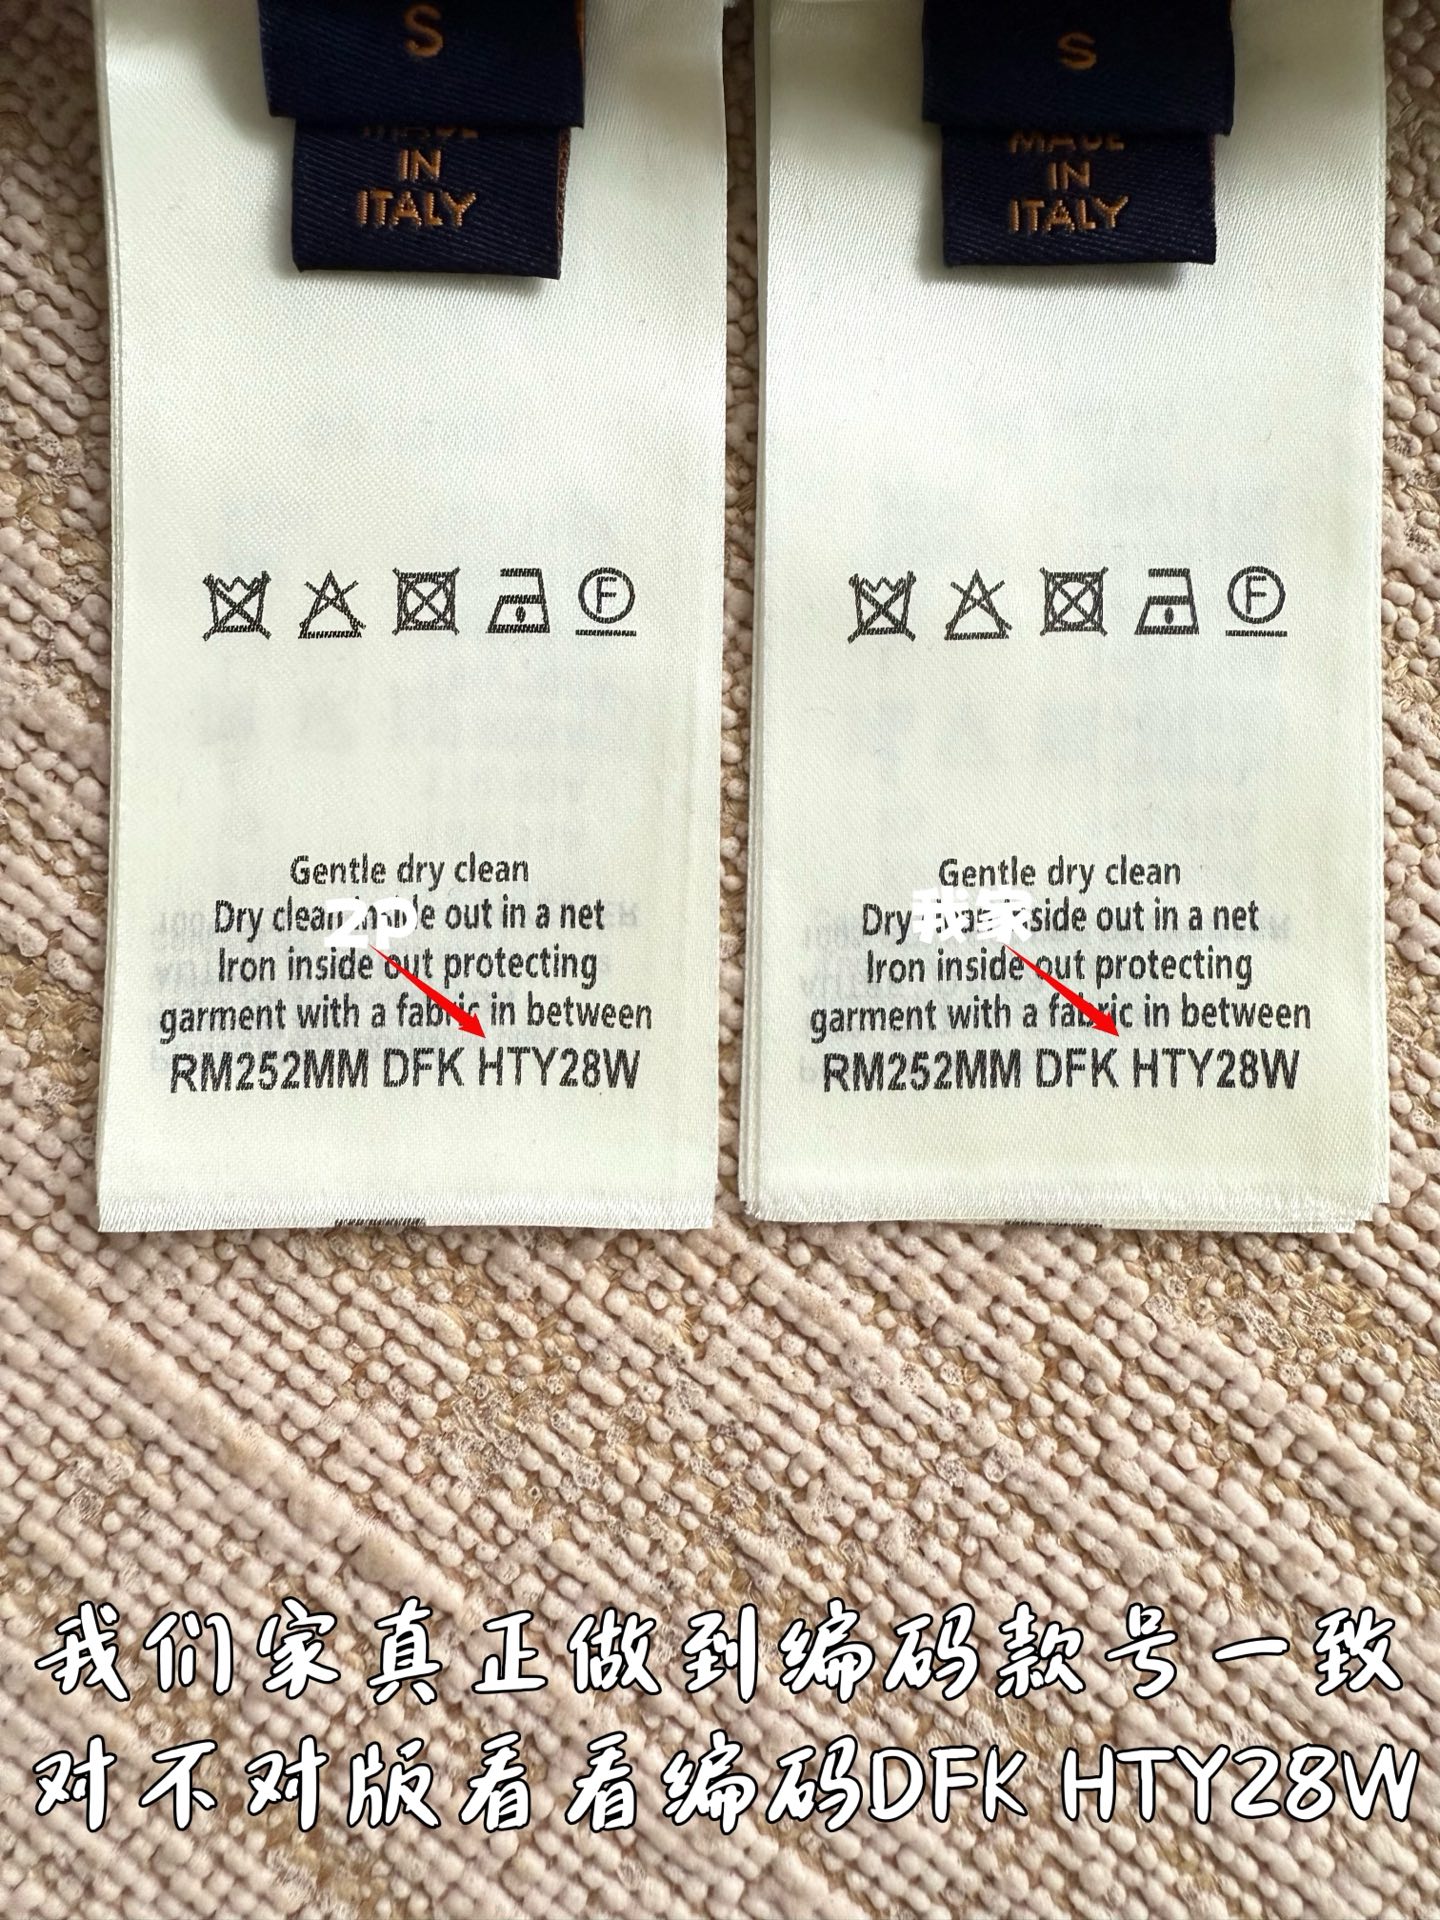 S
MADE
IN
ITALY
Gentle dry clean
Dry clean inside out in a net
Iron inside out protecting
garment with a fabric in between
RM252MM DFK HTY28W
ZP
S
MADE
IN
ITALY
Gentle dry clean
Dry clean inside out in a net
Iron inside out protecting
garment with a fabric in between
RM252MM DFK HTY28W
我家
我们家真正做到编码款号一致
对不对版看看编码DFK HTY28W